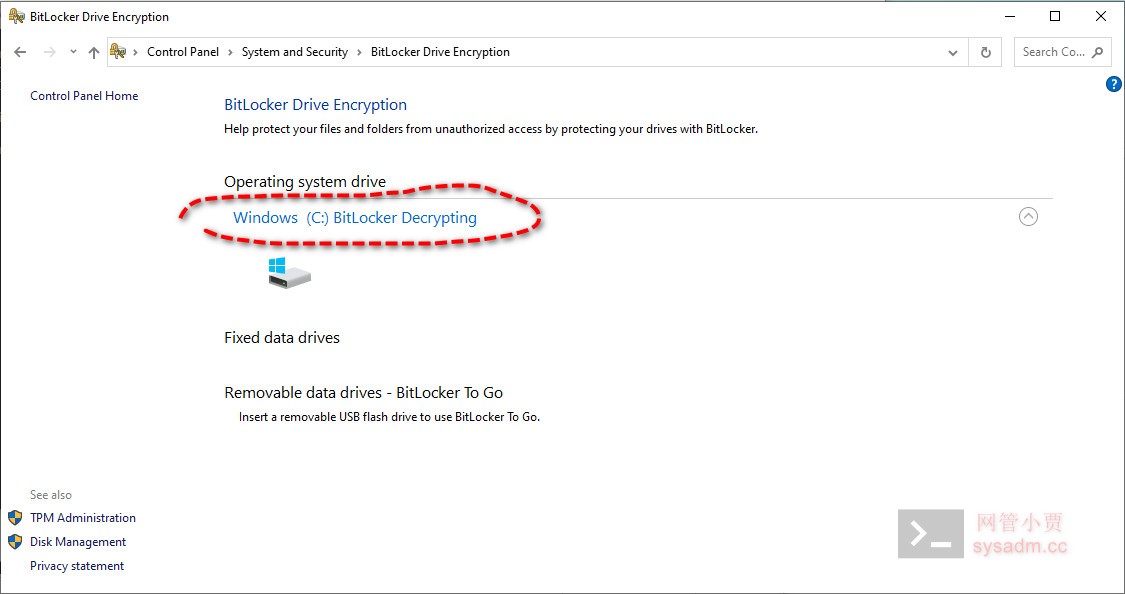 BitLocker Drive Encryption
Control Panel › System and Security › BitLocker Drive Encryption
Search Co...
?
Control Panel Home
BitLocker Drive Encryption
Help protect your files and folders from unauthorized access by protecting your drives with BitLocker.
Operating system drive
Windows (C:) BitLocker Decrypting
Fixed data drives
Removable data drives - BitLocker To Go
Insert a removable USB flash drive to use BitLocker To Go.
See also
TPM Administration
Disk Management
Privacy statement
网管小贾
sysadm.cc